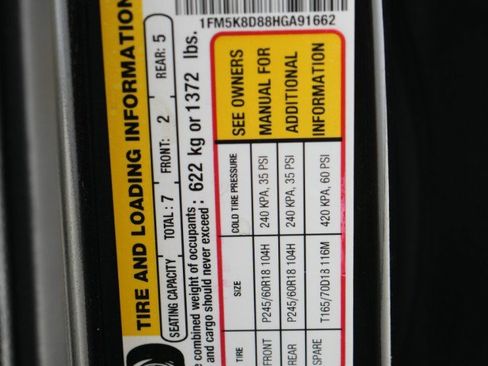 1FM5K8D88HGA91662
TIRE AND LOADING INFORMATION
SEATING CAPACITY TOTAL: 7 FRONT: 2 REAR: 5
combined weight of occupants
and cargo should never exceed: 622 kg or 1372 lbs.
TIRE SIZE COLD TIRE PRESSURE SEE OWNERS
FRONT P245/60R18 104H 240 KPA, 35 PSI MANUAL FOR
REAR P245/60R18 104H 240 KPA, 35 PSI ADDITIONAL
SPARE T165/70D18 116M 420 KPA, 60 PSI INFORMATION